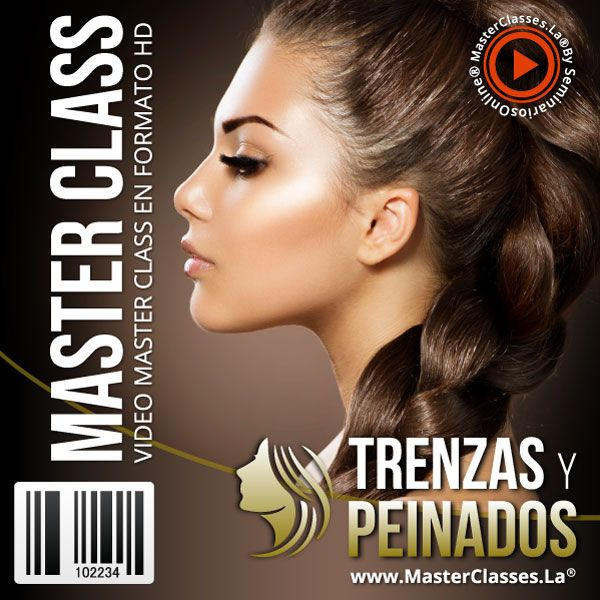 MASTER CLASS
VIDEO MASTER CLASS EN FORMATO HD
MasterClasses.La® By SeminariosOnline®
TRENZAS Y
PEINADOS
www.MasterClasses.La®
102234